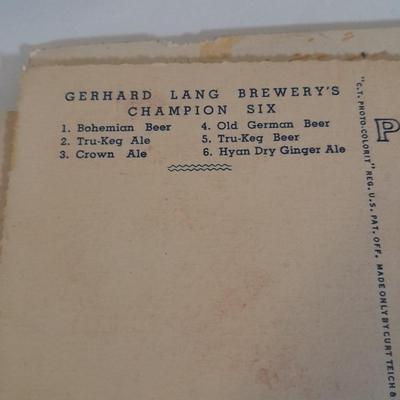 GERHARD LANG BREWERY'S
CHAMPION SIX
1. Bohemian Beer
2. Tru-Keg Ale
3. Crown Ale
4. Old German Beer
5. Tru-Keg Beer
6. Hyan Dry Ginger Ale
P
"C.T. PHOTO-COLORIT" REG. U.S. PAT. OFF. MADE ONLY BY CURT TEICH &